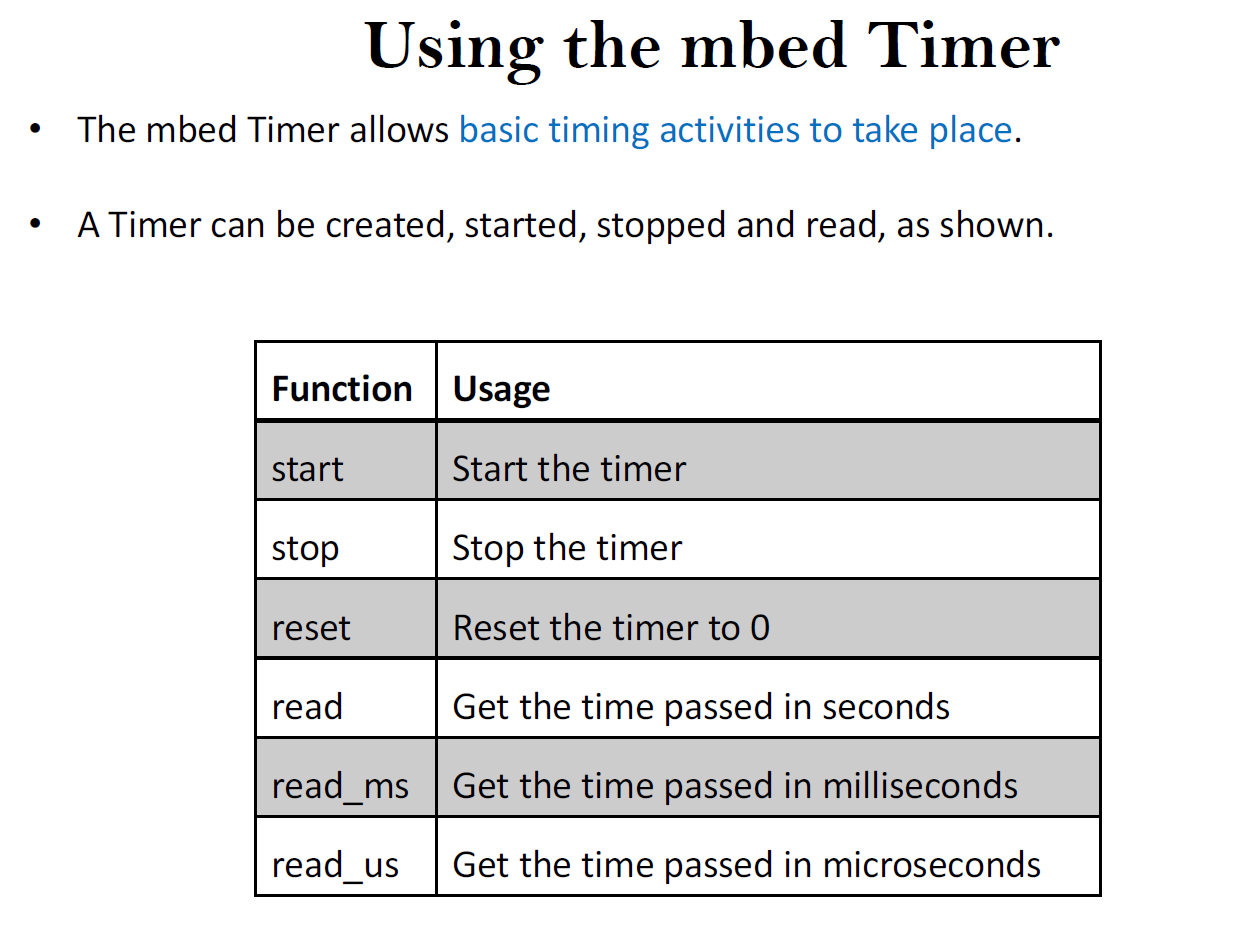 Using the mbed Timer
• The mbed Timer allows basic timing activities to take place.
• A Timer can be created, started, stopped and read, as shown.
Function Usage
start Start the timer
stop Stop the timer
reset Reset the timer to 0
read Get the time passed in seconds
read_ms Get the time passed in milliseconds
read_us Get the time passed in microseconds